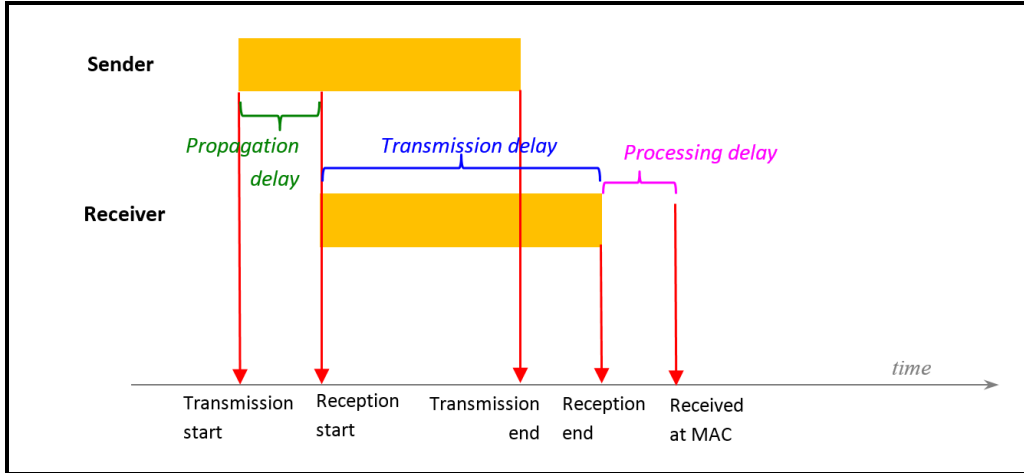 Sender
Propagation
delay
Transmission delay
Processing delay
Receiver
time
Transmission
start
Reception
start
Transmission
end
Reception
end
Received
at MAC